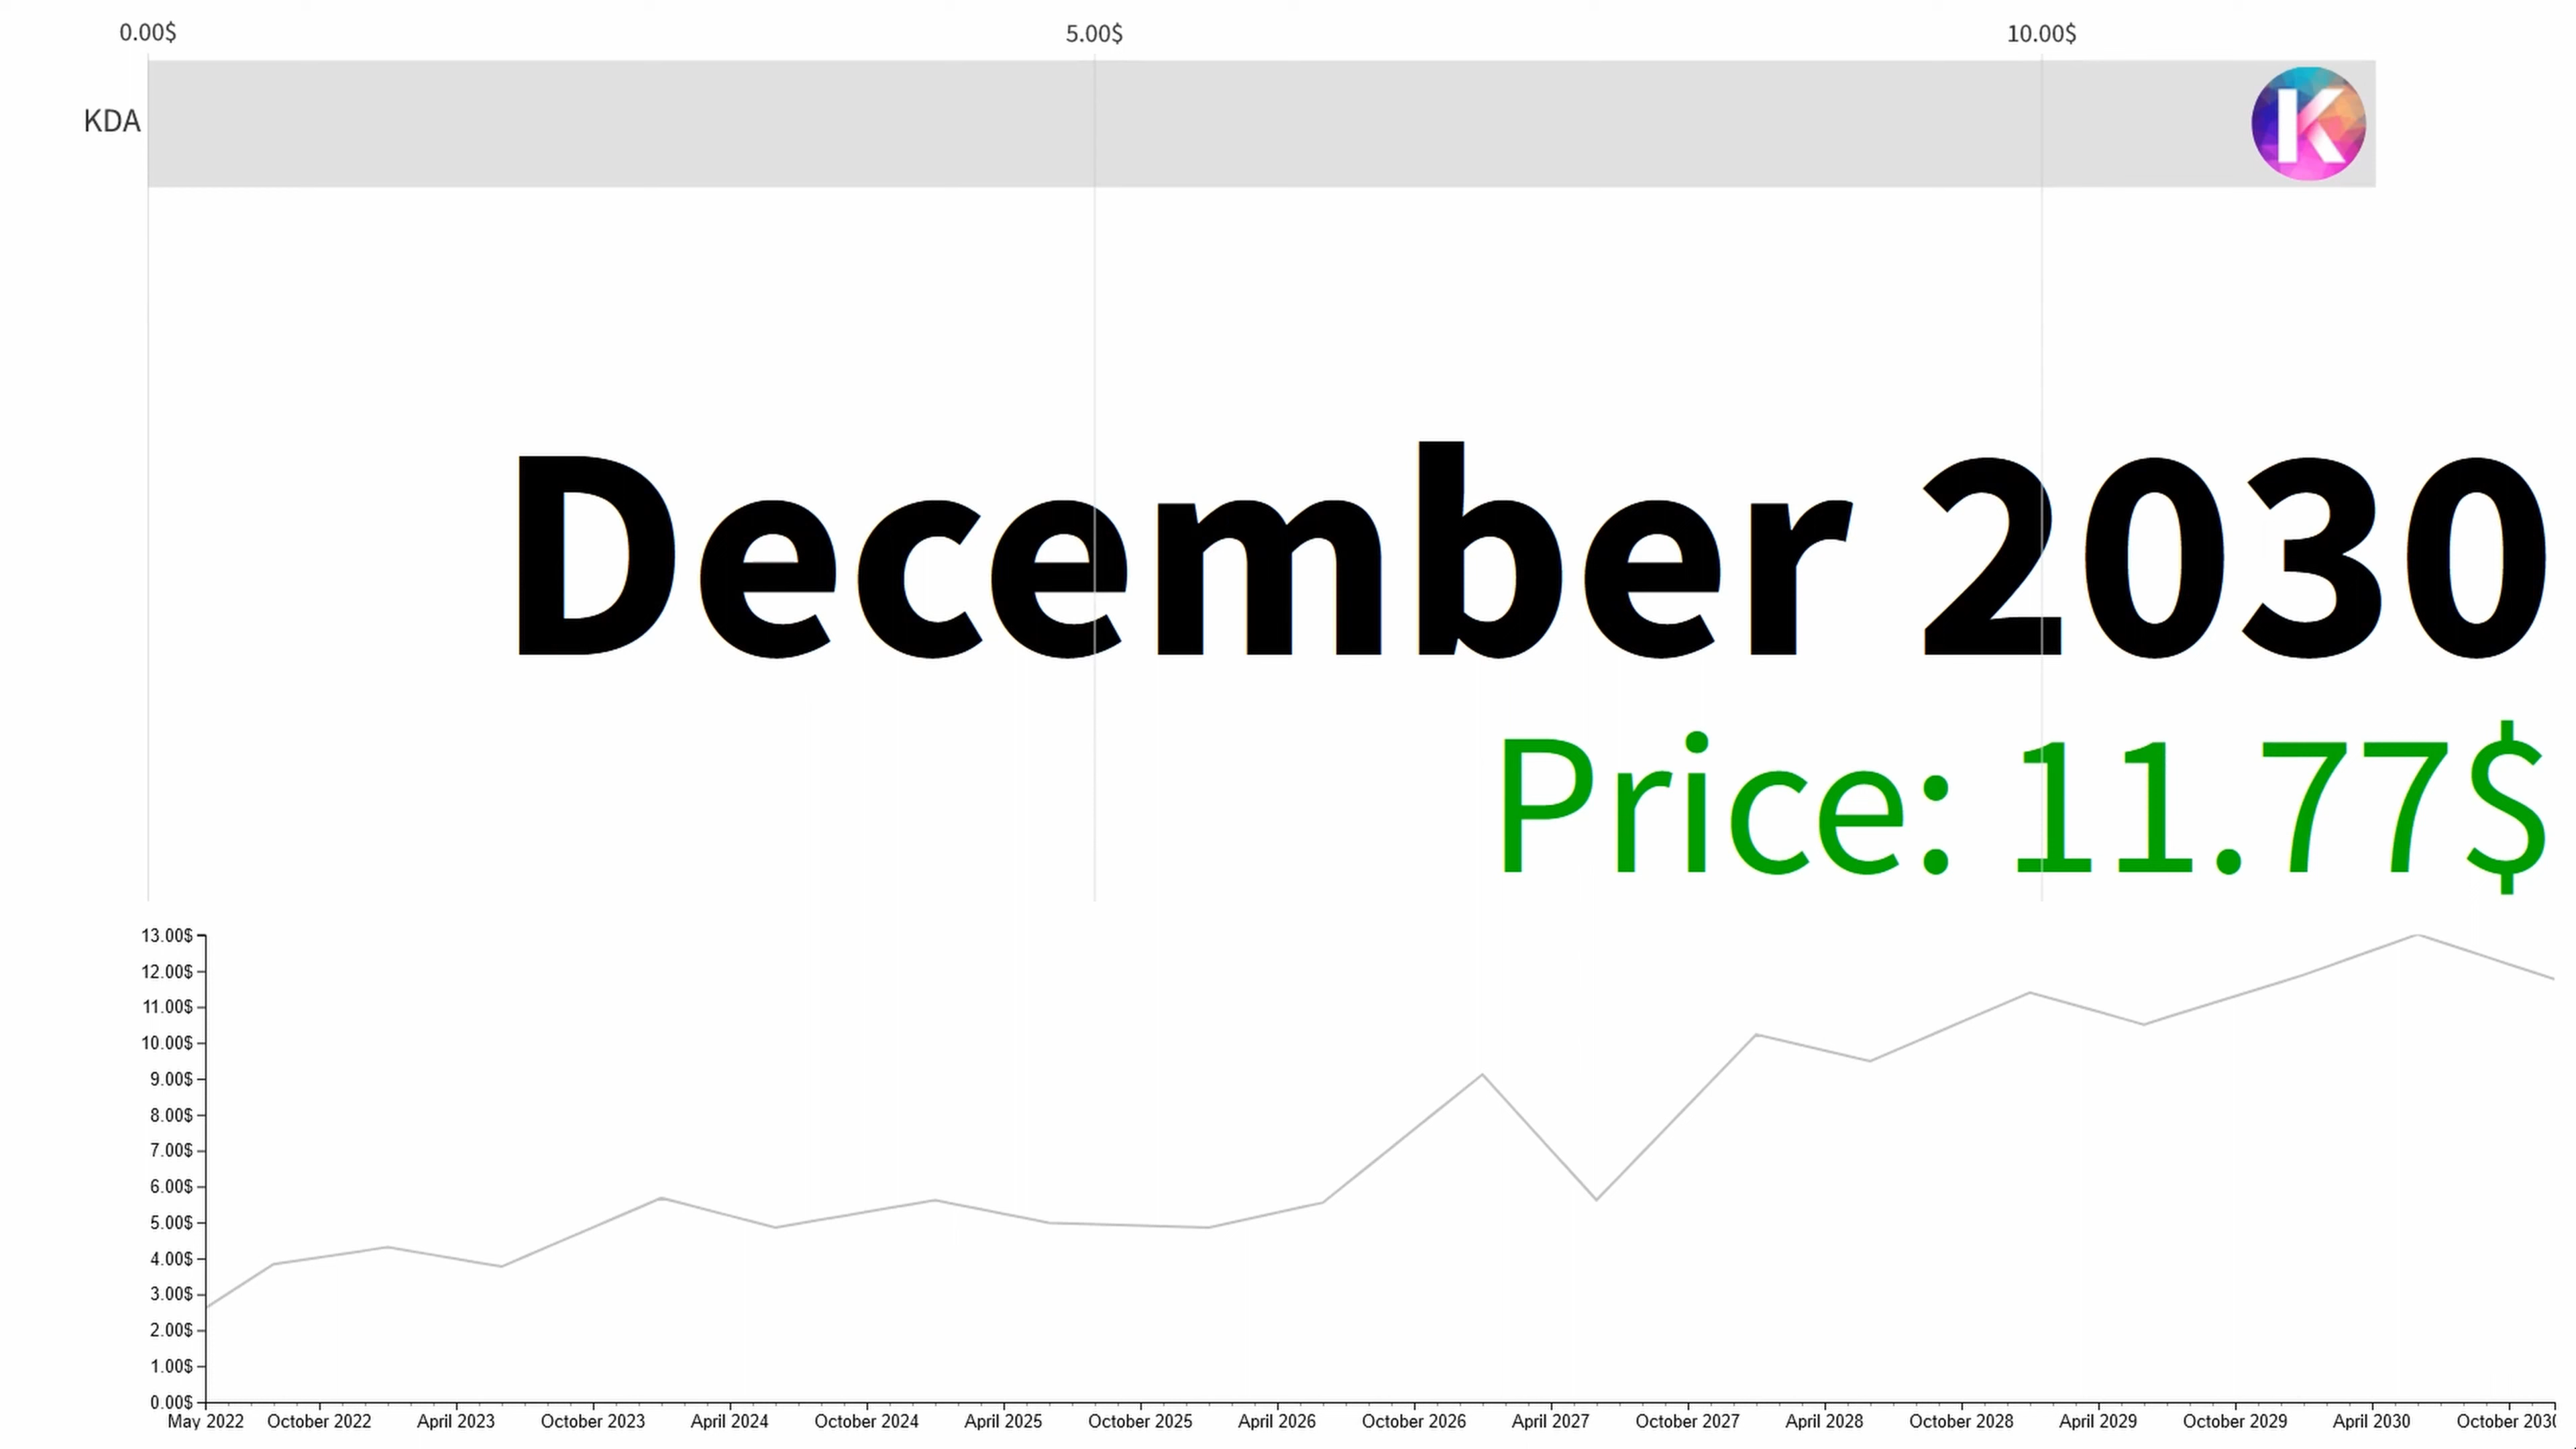 0.00$ 5.00$ 10.00$
KDA
K
December 2030
Price: 11.77$
13.00$
12.00$
11.00$
10.00$
9.00$
8.00$
7.00$
6.00$
5.00$
4.00$
3.00$
2.00$
1.00$
0.00$
May 2022 October 2022 April 2023 October 2023 April 2024 October 2024 April 2025 October 2025 April 2026 October 2026 April 2027 October 2027 April 2028 October 2028 April 2029 October 2029 April 2030 October 2030